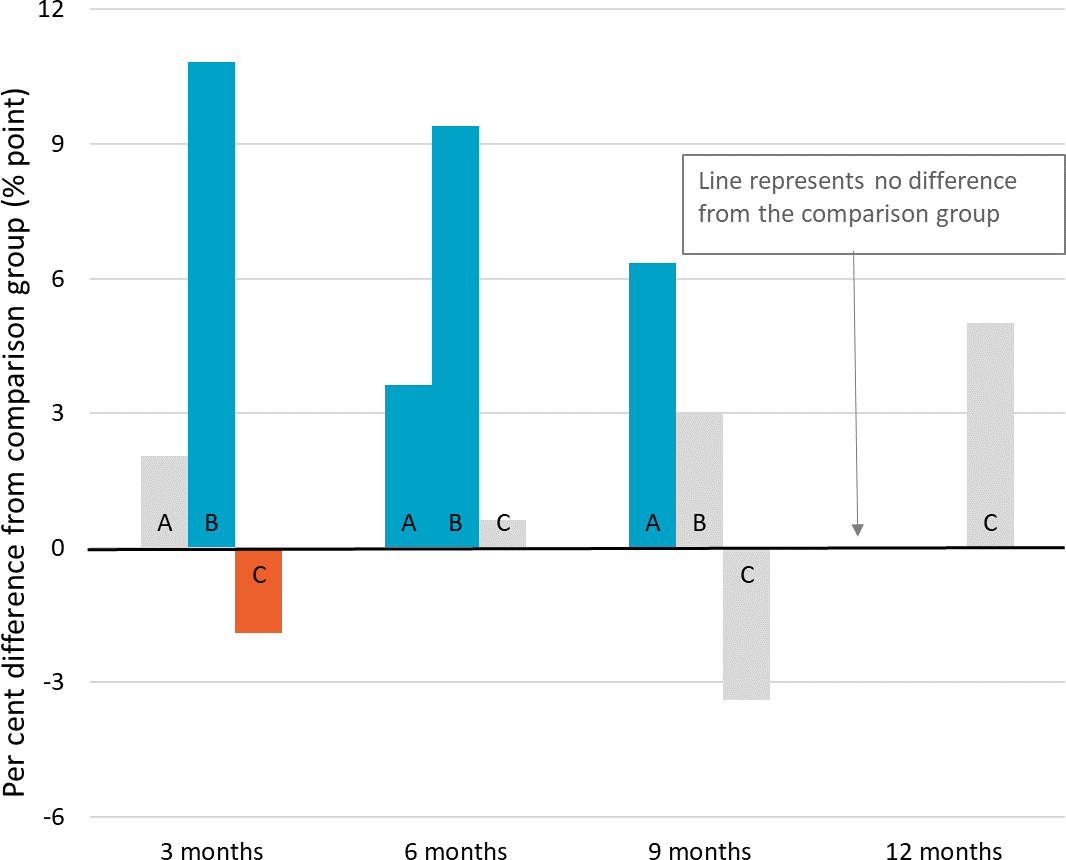 Per cent difference from comparison group (% point)
12
9
6
3
0
-3
-6
Line represents no difference
from the comparison group
A
B
C
A
B
C
A
B
C
C
3 months
6 months
9 months
12 months